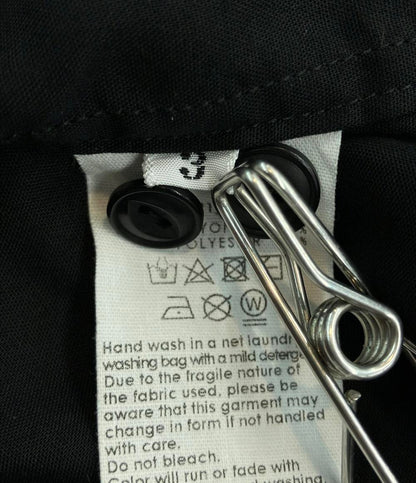 3
POLYESTER
W
Hand wash in a net laundr
washing bag with a mild deterge
Due to the fragile nature of
the fabric used, please be
aware that this garment may
change in form if not handled
with care.
Do not bleach.
Color will run or fade with
washing.